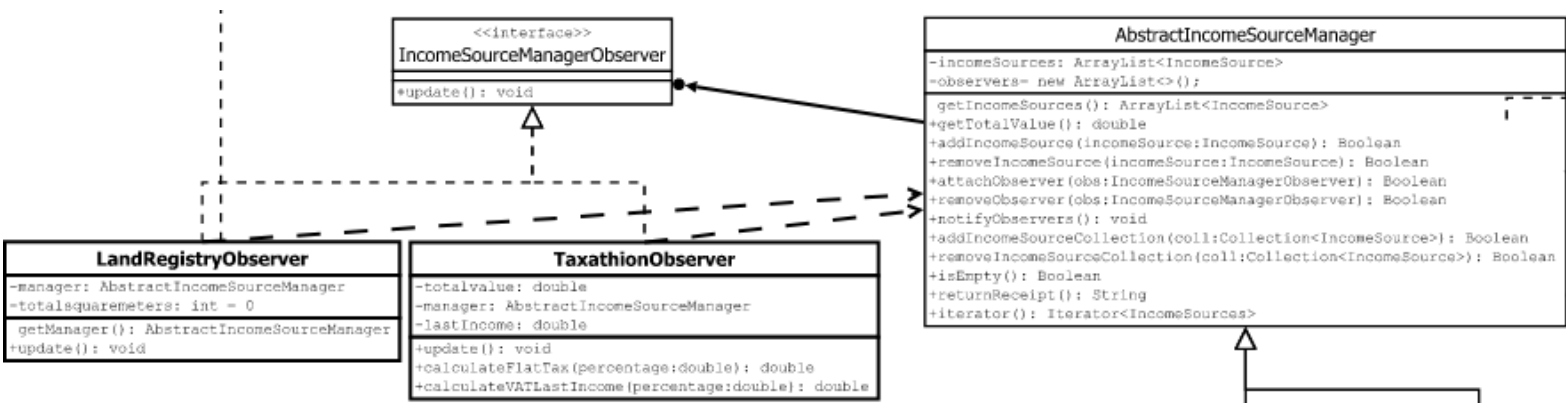 <<interface>>
IncomeSourceManagerObserver
+update(): void
AbstractIncomeSourceManager
-incomeSources: ArrayList<IncomeSource>
-observers= new ArrayList<>();
getIncomeSources(): ArrayList<IncomeSource>
+getTotalValue(): double
+addIncomeSource(incomeSource:IncomeSource): Boolean
+removeIncomeSource(incomeSource:IncomeSource): Boolean
+attachObserver(obs:IncomeSourceManagerObserver): Boolean
+removeObserver(obs:IncomeSourceManagerObserver): Boolean
+notifyObservers(): void
+addIncomeSourceCollection(coll:Collection<IncomeSource>): Boolean
+removeIncomeSourceCollection(coll:Collection<IncomeSource>): Boolean
+isEmpty(): Boolean
+returnReceipt(): String
+iterator(): Iterator<IncomeSources>
LandRegistryObserver
-manager: AbstractIncomeSourceManager
-totalsquaremeters: int = 0
getManager(): AbstractIncomeSourceManager
+update(): void
TaxathionObserver
-totalvalue: double
-manager: AbstractIncomeSourceManager
-lastIncome: double
+update(): void
+calculateFlatTax(percentage:double): double
+calculateVATLastIncome(percentage:double): double